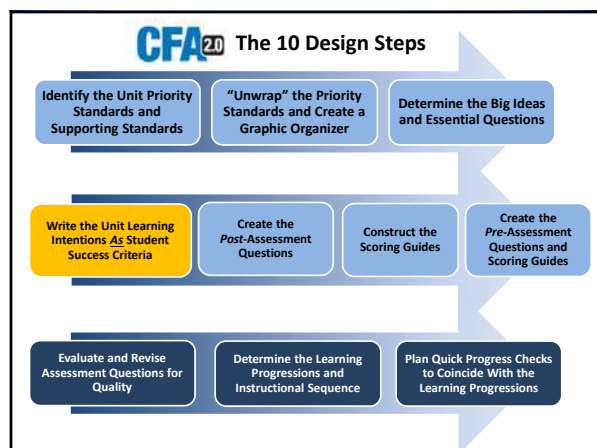 CFA 2.0 The 10 Design Steps
Identify the Unit Priority
Standards and
Supporting Standards
“Unwrap” the Priority
Standards and Create a
Graphic Organizer
Determine the Big Ideas
and Essential Questions
Write the Unit Learning
Intentions As Student
Success Criteria
Create the
Post-Assessment
Questions
Construct the
Scoring Guides
Create the
Pre-Assessment
Questions and
Scoring Guides
Evaluate and Revise
Assessment Questions for
Quality
Determine the Learning
Progressions and
Instructional Sequence
Plan Quick Progress Checks
to Coincide With the
Learning Progressions